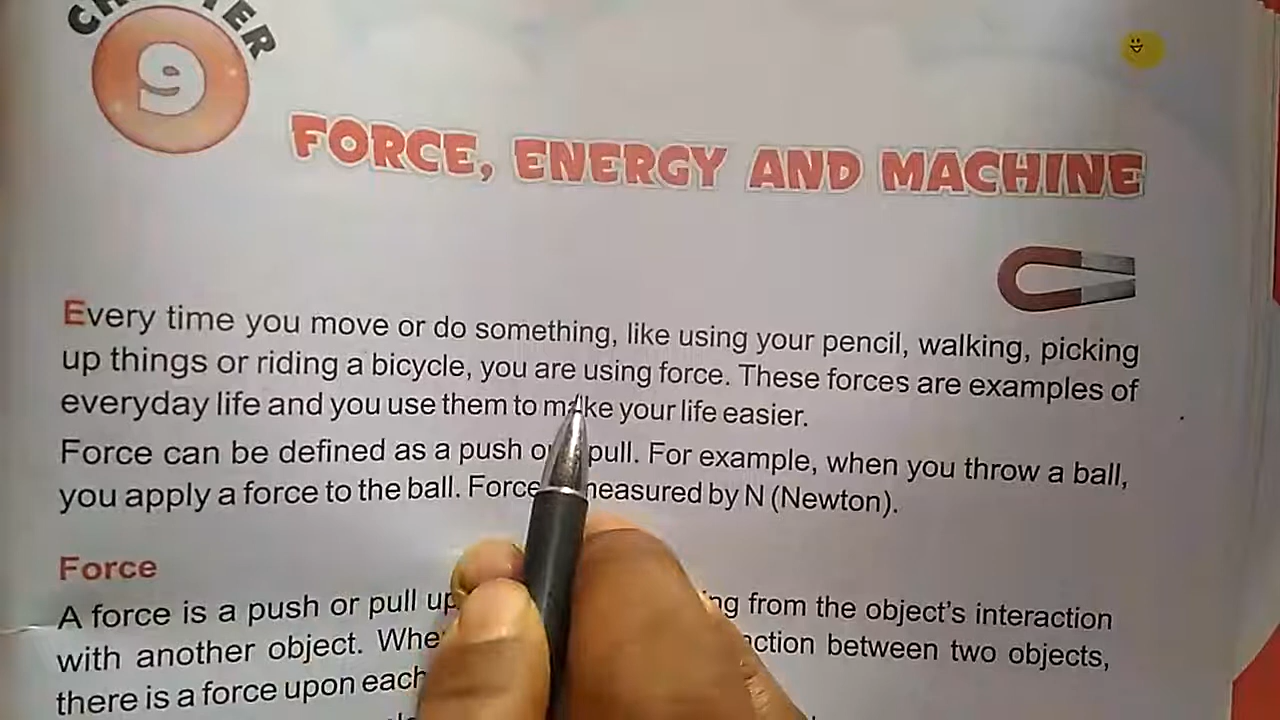 9
FORCE, ENERGY AND MACHINE
Every time you move or do something, like using your pencil, walking, picking
up things or riding a bicycle, you are using force. These forces are examples of
everyday life and you use them to make your life easier.
Force can be defined as a push or pull. For example, when you throw a ball,
you apply a force to the ball. Force measured by N (Newton).
Force
A force is a push or pull from the object's interaction
with another object. between two objects,
there is a force upon each